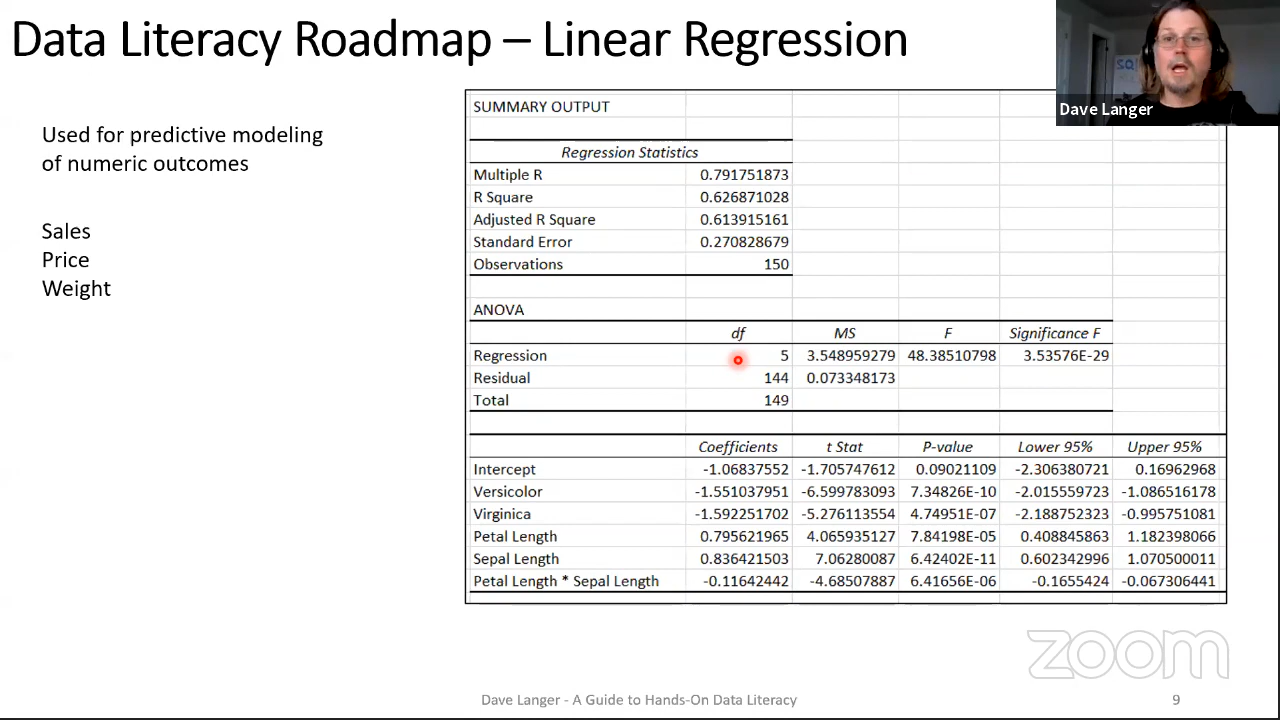 Data Literacy Roadmap – Linear Regression
Dave Langer
Used for predictive modeling
of numeric outcomes
Sales
Price
Weight
SUMMARY OUTPUT
Regression Statistics
Multiple R 0.791751873
R Square 0.626871028
Adjusted R Square 0.613915161
Standard Error 0.270828679
Observations 150
ANOVA
df MS F Significance F
Regression 5 3.548959279 48.38510798 3.53576E-29
Residual 144 0.073348173
Total 149
Coefficients t Stat P-value Lower 95% Upper 95%
Intercept -1.06837552 -1.705747612 0.09021109 -2.306380721 0.16962968
Versicolor -1.551037951 -6.599783093 7.34826E-10 -2.015559723 -1.086516178
Virginica -1.592251702 -5.276113554 4.74951E-07 -2.188752323 -0.995751081
Petal Length 0.795621965 4.065935127 7.84198E-05 0.408845863 1.182398066
Sepal Length 0.836421503 7.06280087 6.42402E-11 0.602342996 1.070500011
Petal Length * Sepal Length -0.11642442 -4.68507887 6.41656E-06 -0.1655424 -0.067306441
zoom
Dave Langer - A Guide to Hands-On Data Literacy
9